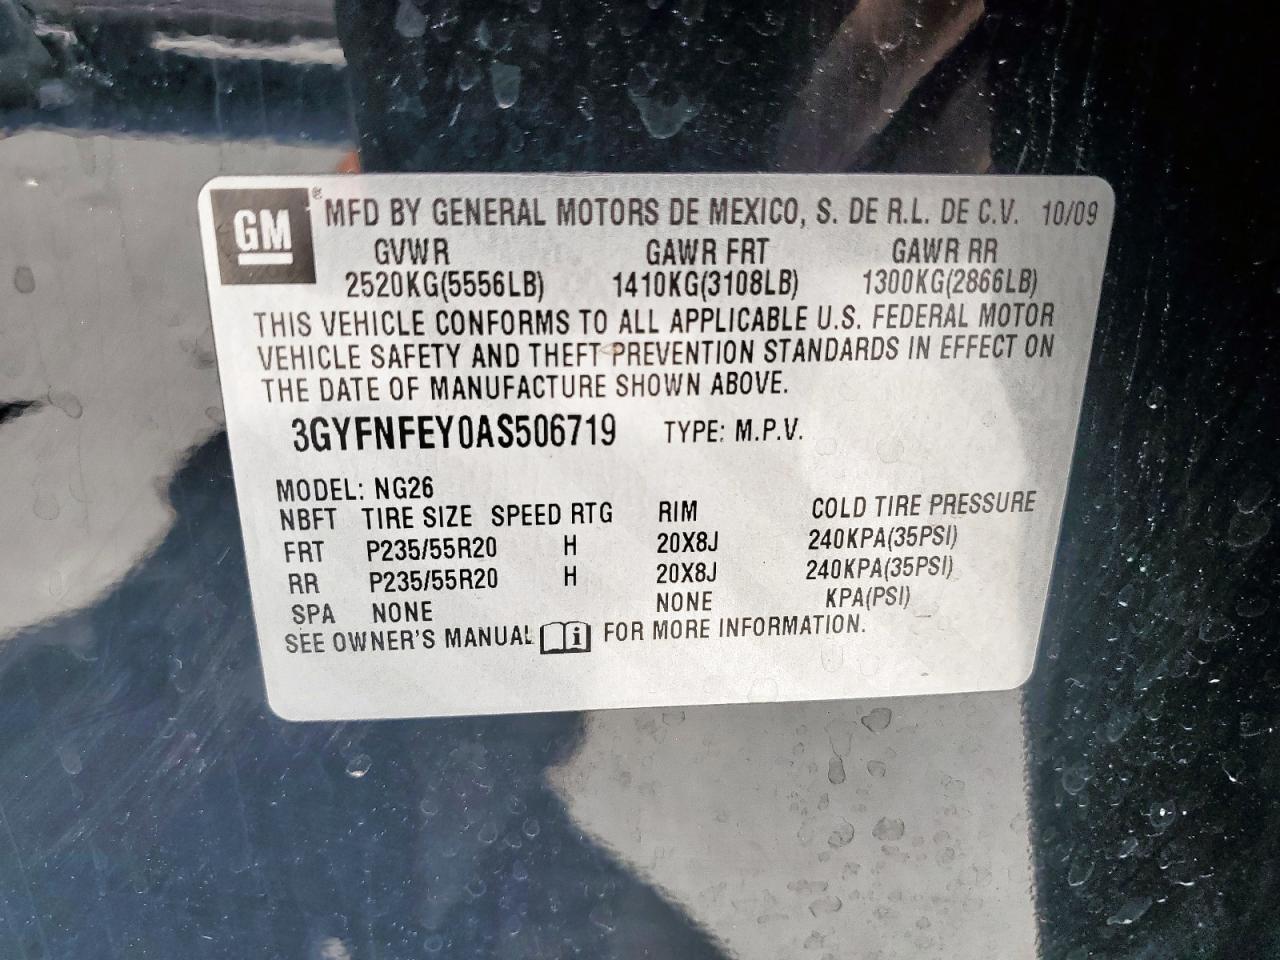 GM ® MFD BY GENERAL MOTORS DE MEXICO, S. DE R.L. DE C.V. 10/09
GVWR GAWR FRT GAWR RR
2520KG(5556LB) 1410KG(3108LB) 1300KG(2866LB)
THIS VEHICLE CONFORMS TO ALL APPLICABLE U.S. FEDERAL MOTOR
VEHICLE SAFETY AND THEFT PREVENTION STANDARDS IN EFFECT ON
THE DATE OF MANUFACTURE SHOWN ABOVE.
3GYFNFEY0AS506719 TYPE: M.P.V.
MODEL: NG26
NBFT TIRE SIZE SPEED RTG RIM COLD TIRE PRESSURE
FRT P235/55R20 H 20X8J 240KPA(35PSI)
RR P235/55R20 H 20X8J 240KPA(35PSI)
SPA NONE NONE KPA(PSI)
SEE OWNER'S MANUAL i FOR MORE INFORMATION.